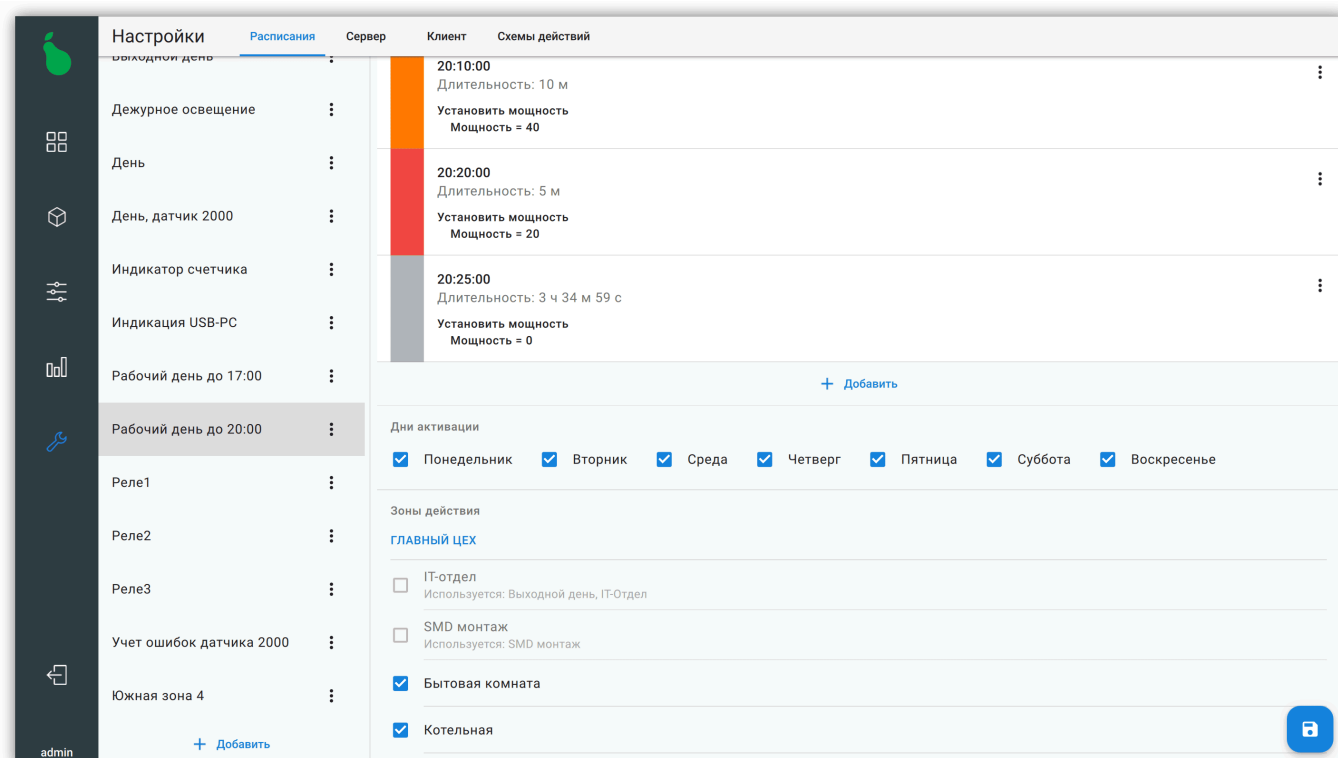 Настройки
Расписания
Сервер
Клиент
Схемы действий
Выходной день
Дежурное освещение
День
День, датчик 2000
Индикатор счетчика
Индикация USB-PC
Рабочий день до 17:00
Рабочий день до 20:00
Реле1
Реле2
Реле3
Учет ошибок датчика 2000
Южная зона 4
Добавить
admin
20:10:00
Длительность: 10 м
Установить мощность
Мощность = 40
20:20:00
Длительность: 5 м
Установить мощность
Мощность = 20
20:25:00
Длительность: 3 ч 34 м 59 с
Установить мощность
Мощность = 0
Добавить
Дни активации
Понедельник Вторник Среда Четверг Пятница Суббота Воскресенье
Зоны действия
ГЛАВНЫЙ ЦЕХ
IT-отдел
Используется: Выходной день, IT-Отдел
SMD монтаж
Используется: SMD монтаж
Бытовая комната
Котельная